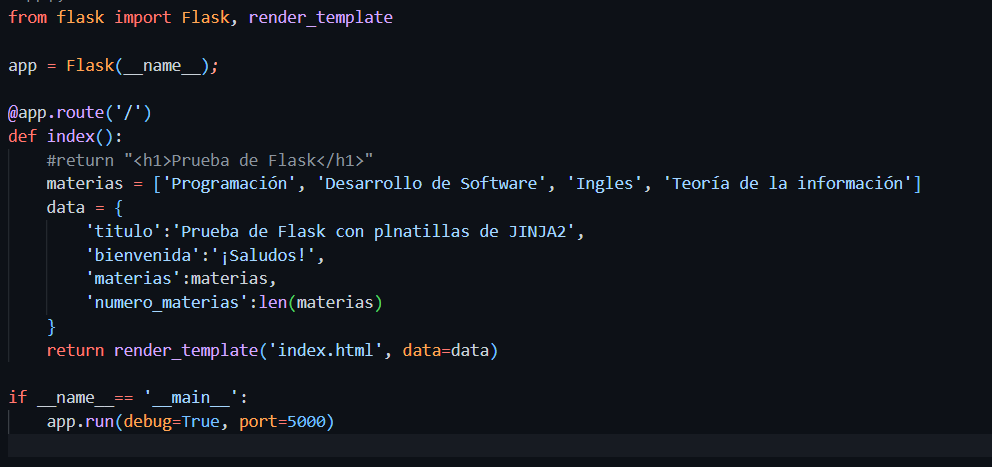 from flask import Flask, render_template
app = Flask(__name__);
@app.route('/')
def index():
    #return "<h1>Prueba de Flask</h1>"
    materias = ['Programación', 'Desarrollo de Software', 'Ingles', 'Teoría de la información']
    data = {
        'titulo':'Prueba de Flask con plnatillas de JINJA2',
        'bienvenida':'¡Saludos!',
        'materias':materias,
        'numero_materias':len(materias)
    }
    return render_template('index.html', data=data)
if __name__== '__main__':
    app.run(debug=True, port=5000)